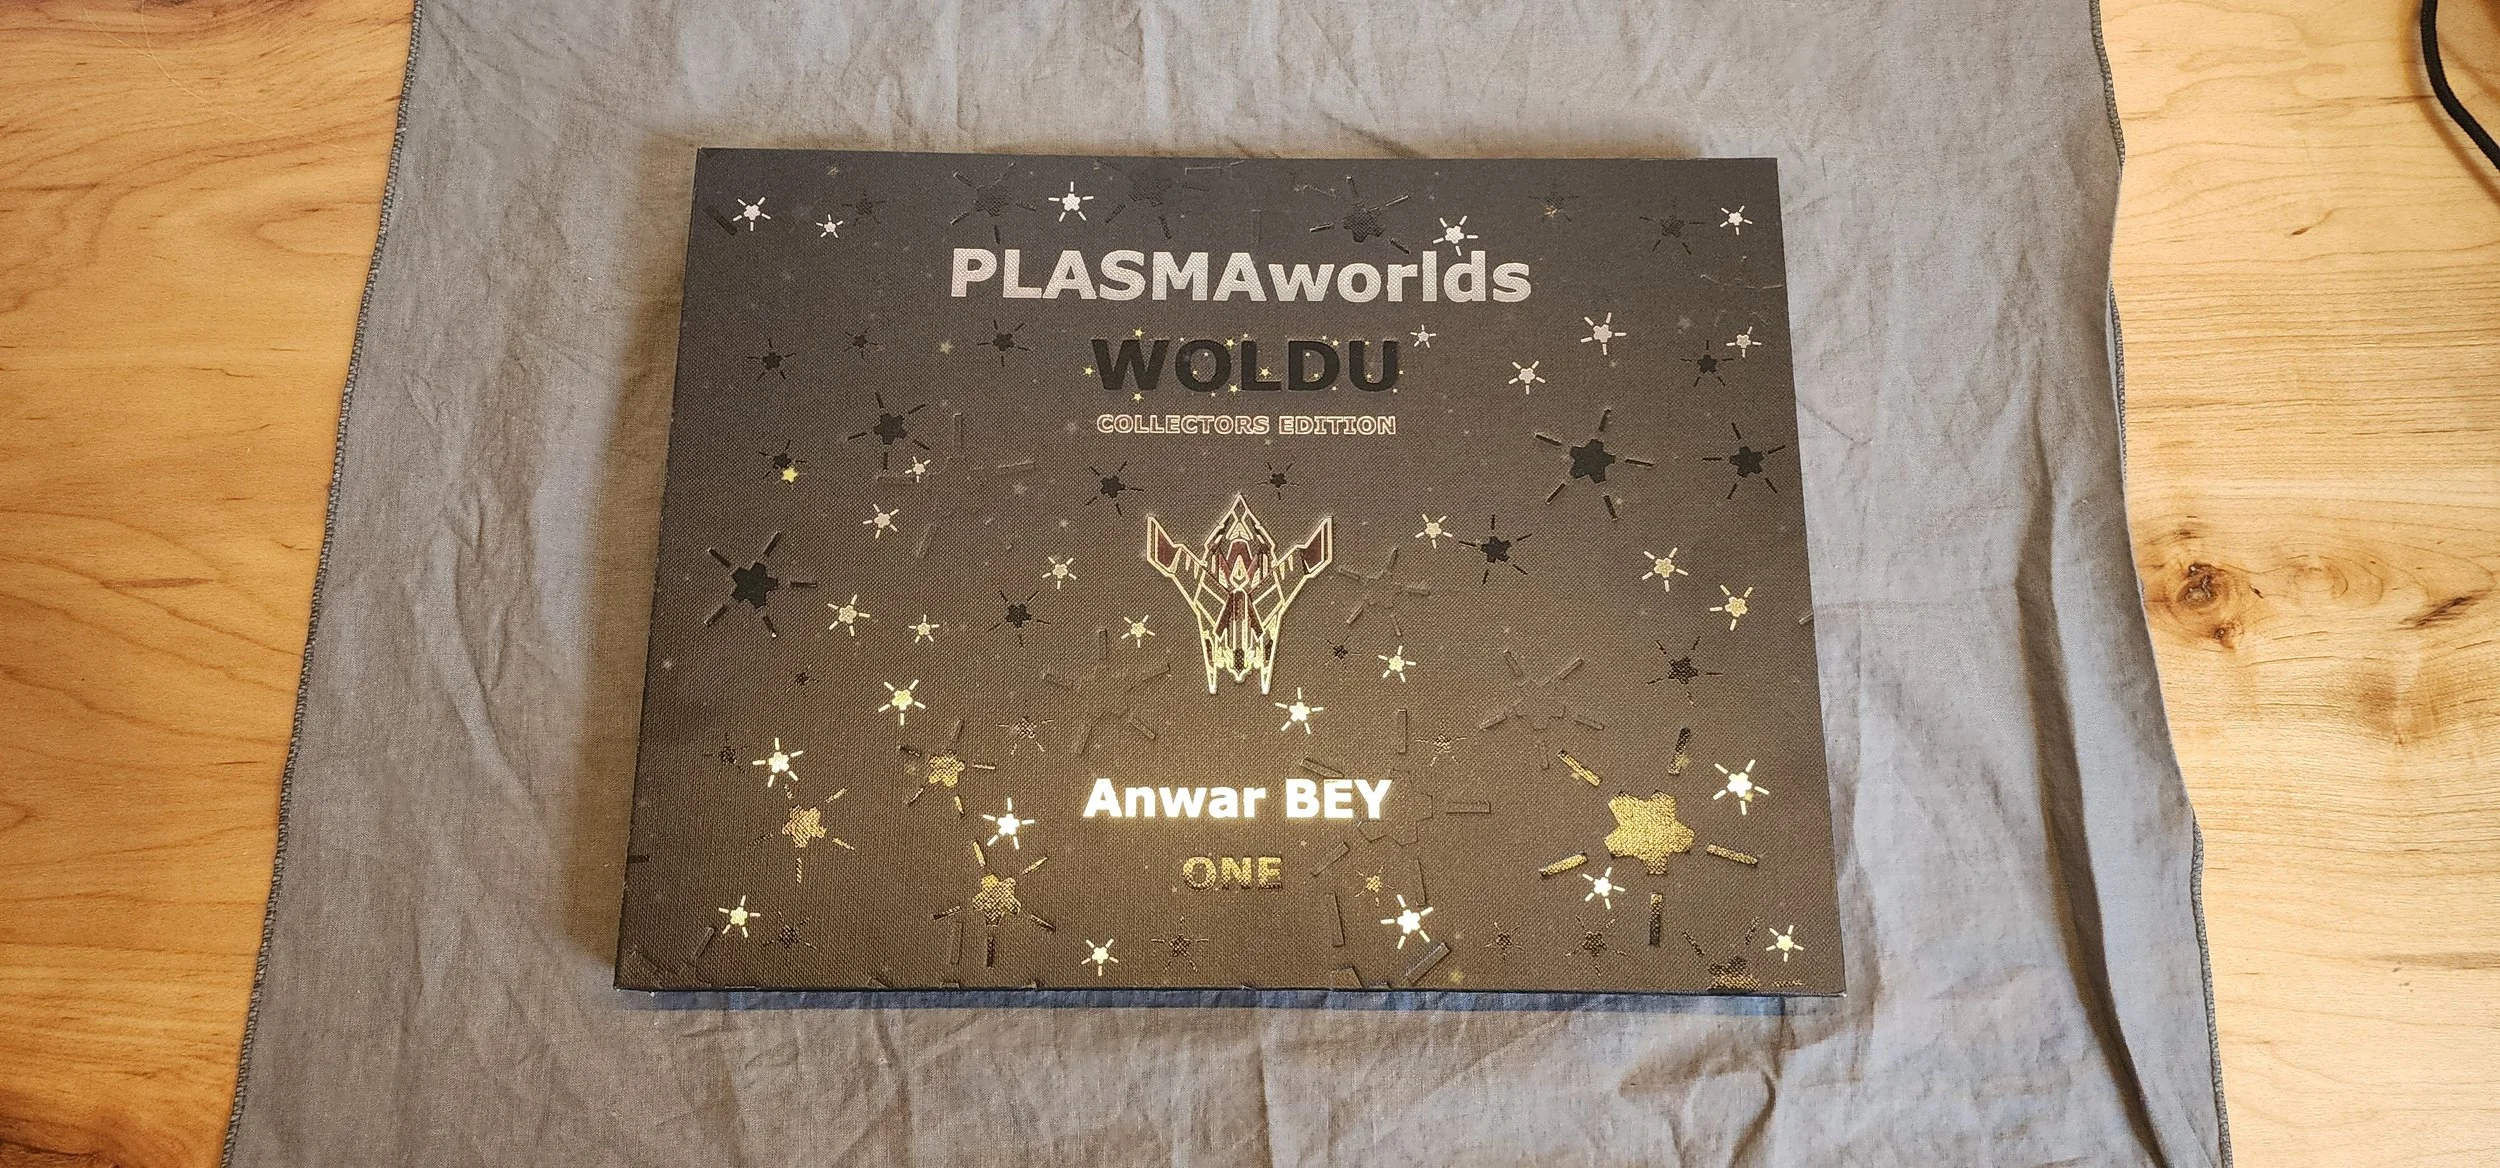 PLASMAworlds
WOLDU
COLLECTORS EDITION
Anwar BEY
ONE